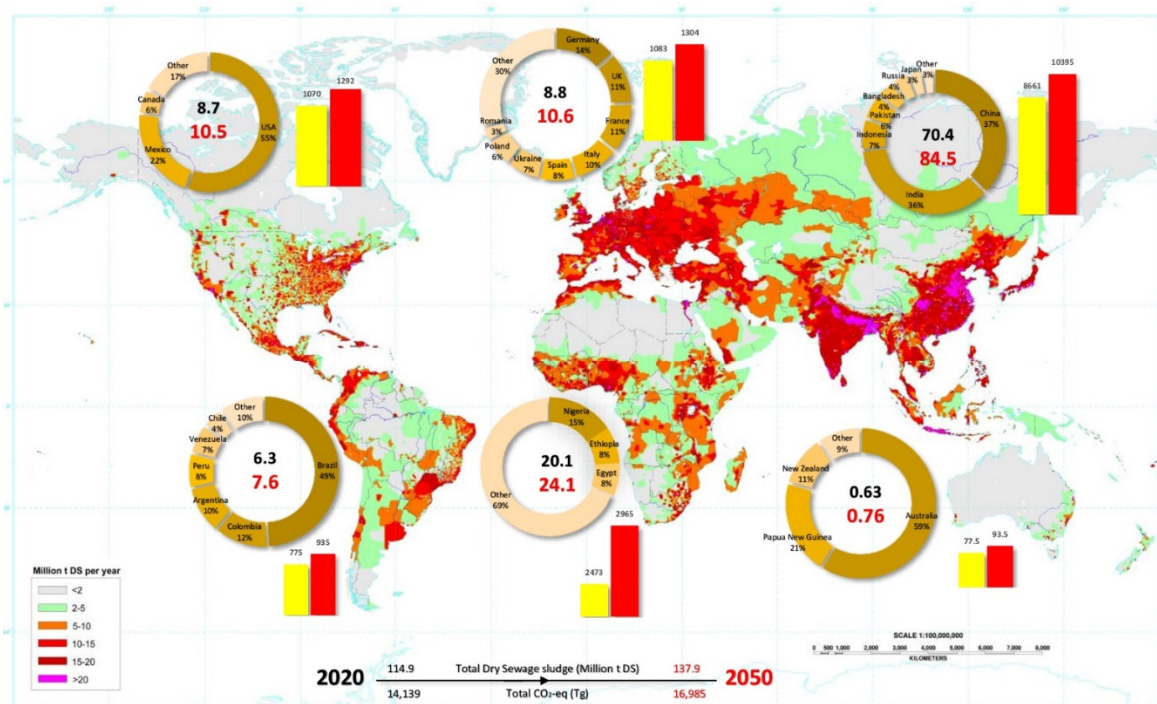 Other
17%
Canada
6%
Mexico
22%
USA
55%
8.7
10.5
1070
1292
Other
30%
Germany
14%
UK
11%
France
11%
Italy
10%
Spain
8%
Ukraine
7%
Poland
6%
Romania
3%
8.8
10.6
1083
1304
Other
3%
Japan
3%
Russia
4%
Bangladesh
4%
Pakistan
6%
Indonesia
7%
India
36%
China
37%
70.4
84.5
8661
10395
Other
10%
Chile
4%
Venezuela
7%
Peru
8%
Argentina
10%
Colombia
12%
Brazil
49%
6.3
7.6
775
935
Nigeria
15%
Ethiopia
8%
Egypt
8%
Other
69%
20.1
24.1
2473
2965
Other
9%
New Zealand
11%
Papua New Guinea
21%
Australia
59%
0.63
0.76
77.5
93.5
Million t DS per year
<2
2-5
5-10
10-15
15-20
>20
SCALE 1:100,000,000
0 500 1,000 2,000 3,000 4,000 5,000 6,000 7,000 8,000
KILOMETERS
2020 114.9 Total Dry Sewage sludge (Million t DS) 137.9 2050
14,139 Total CO₂-eq (Tg) 16,985